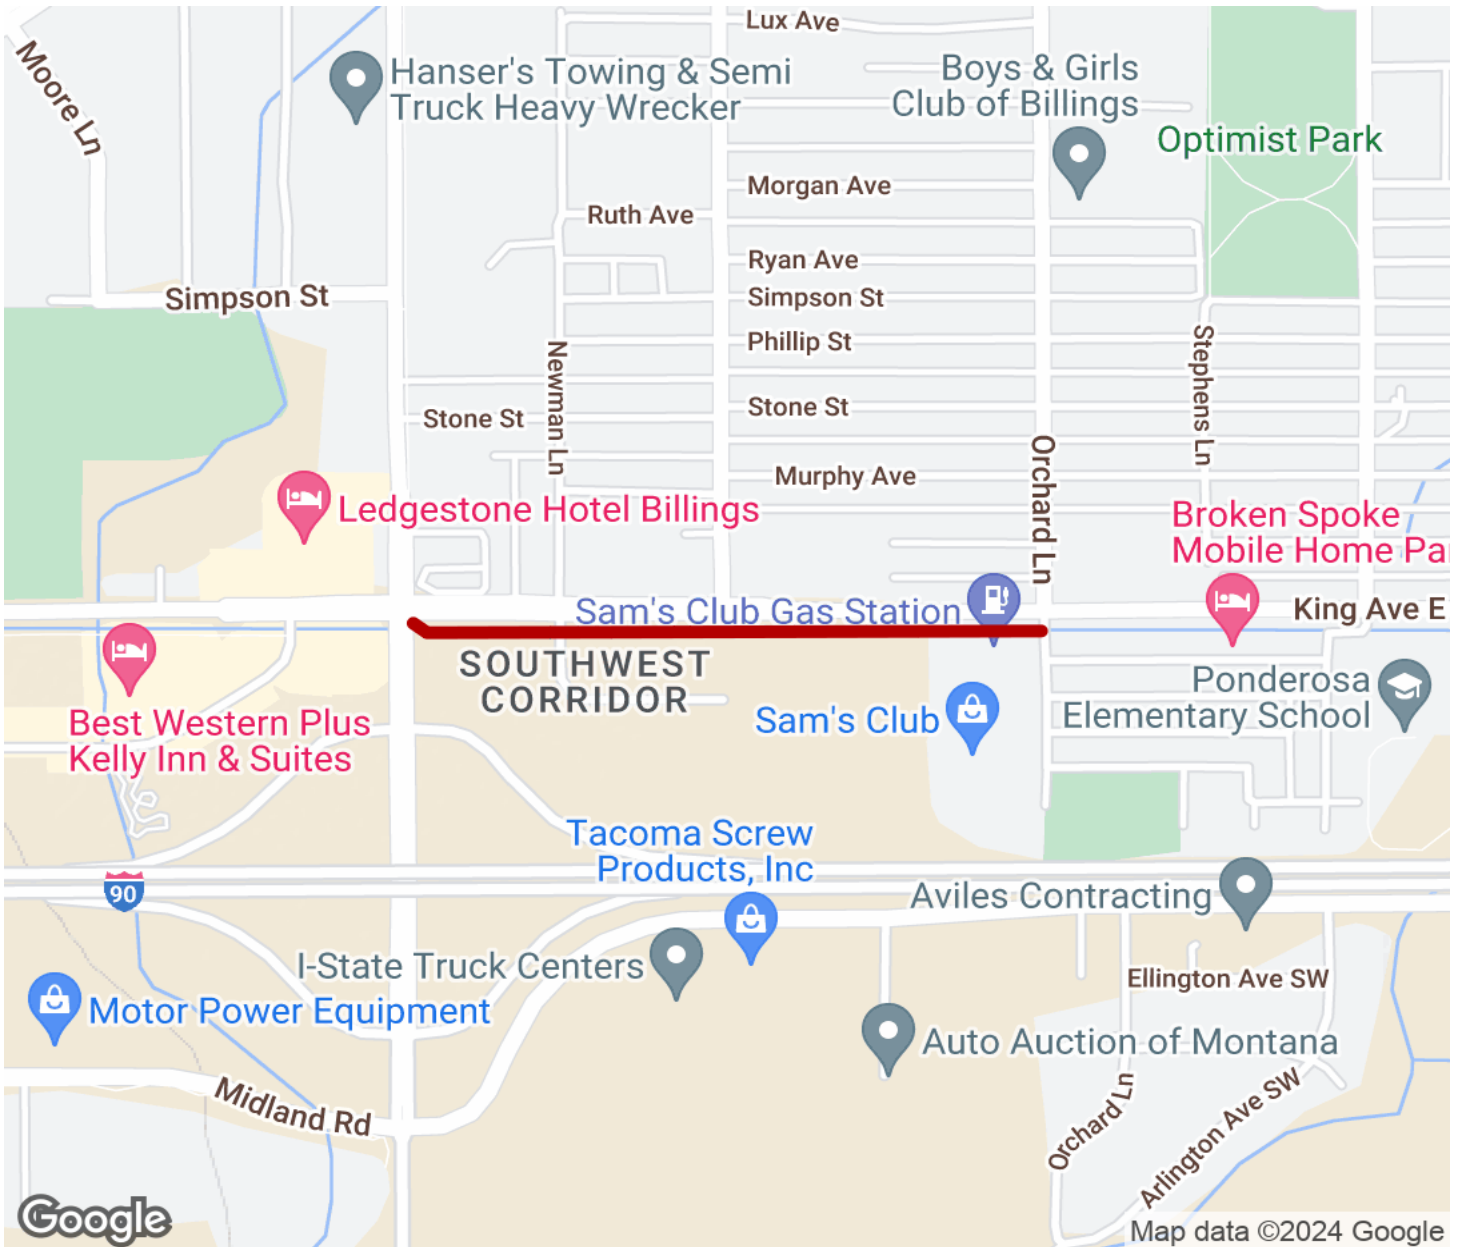 Lux Ave
Moore Ln
Hanser's Towing & Semi
Truck Heavy Wrecker
Boys & Girls
Club of Billings
Optimist Park
Morgan Ave
Ruth Ave
Ryan Ave
Simpson St
Simpson St
Phillip St
Newman Ln
Stephens Ln
Stone St
Stone St
Orchard Ln
Murphy Ave
Ledgestone Hotel Billings
Broken Spoke
Mobile Home Pa
Sam's Club Gas Station
King Ave E
SOUTHWEST
CORRIDOR
Best Western Plus
Kelly Inn & Suites
Sam's Club
Ponderosa
Elementary School
Tacoma Screw
Products, Inc
90
Aviles Contracting
I-State Truck Centers
Ellington Ave SW
Motor Power Equipment
Auto Auction of Montana
Midland Rd
Orchard Ln
Arlington Ave SW
Google
Map data ©2024 Google